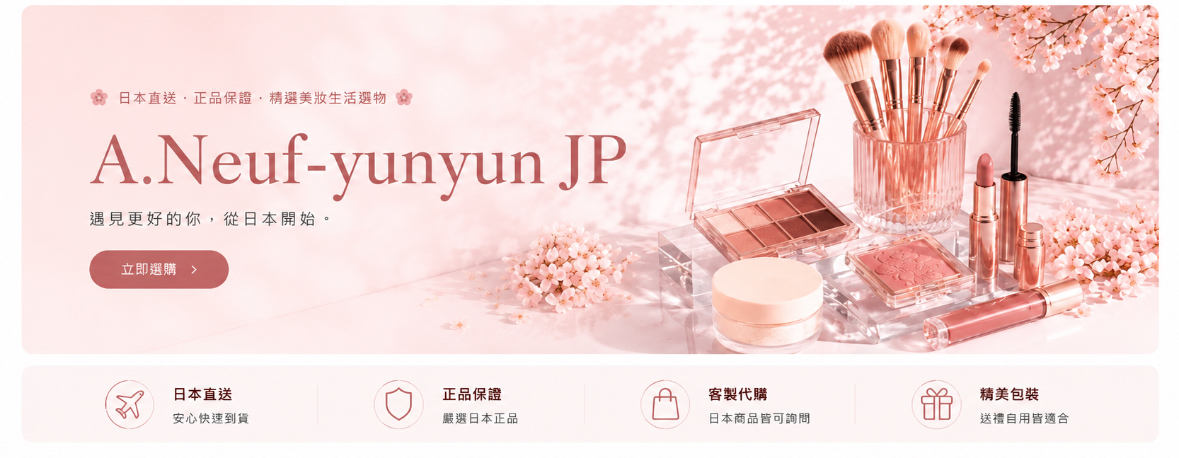 日本直送・正品保證・精選美妝生活選物
A.Neuf-yunyun JP
遇見更好的你，從日本開始。
立即選購
日本直送
安心快速到貨
正品保證
嚴選日本正品
客製代購
日本商品皆可詢問
精美包裝
送禮自用皆適合